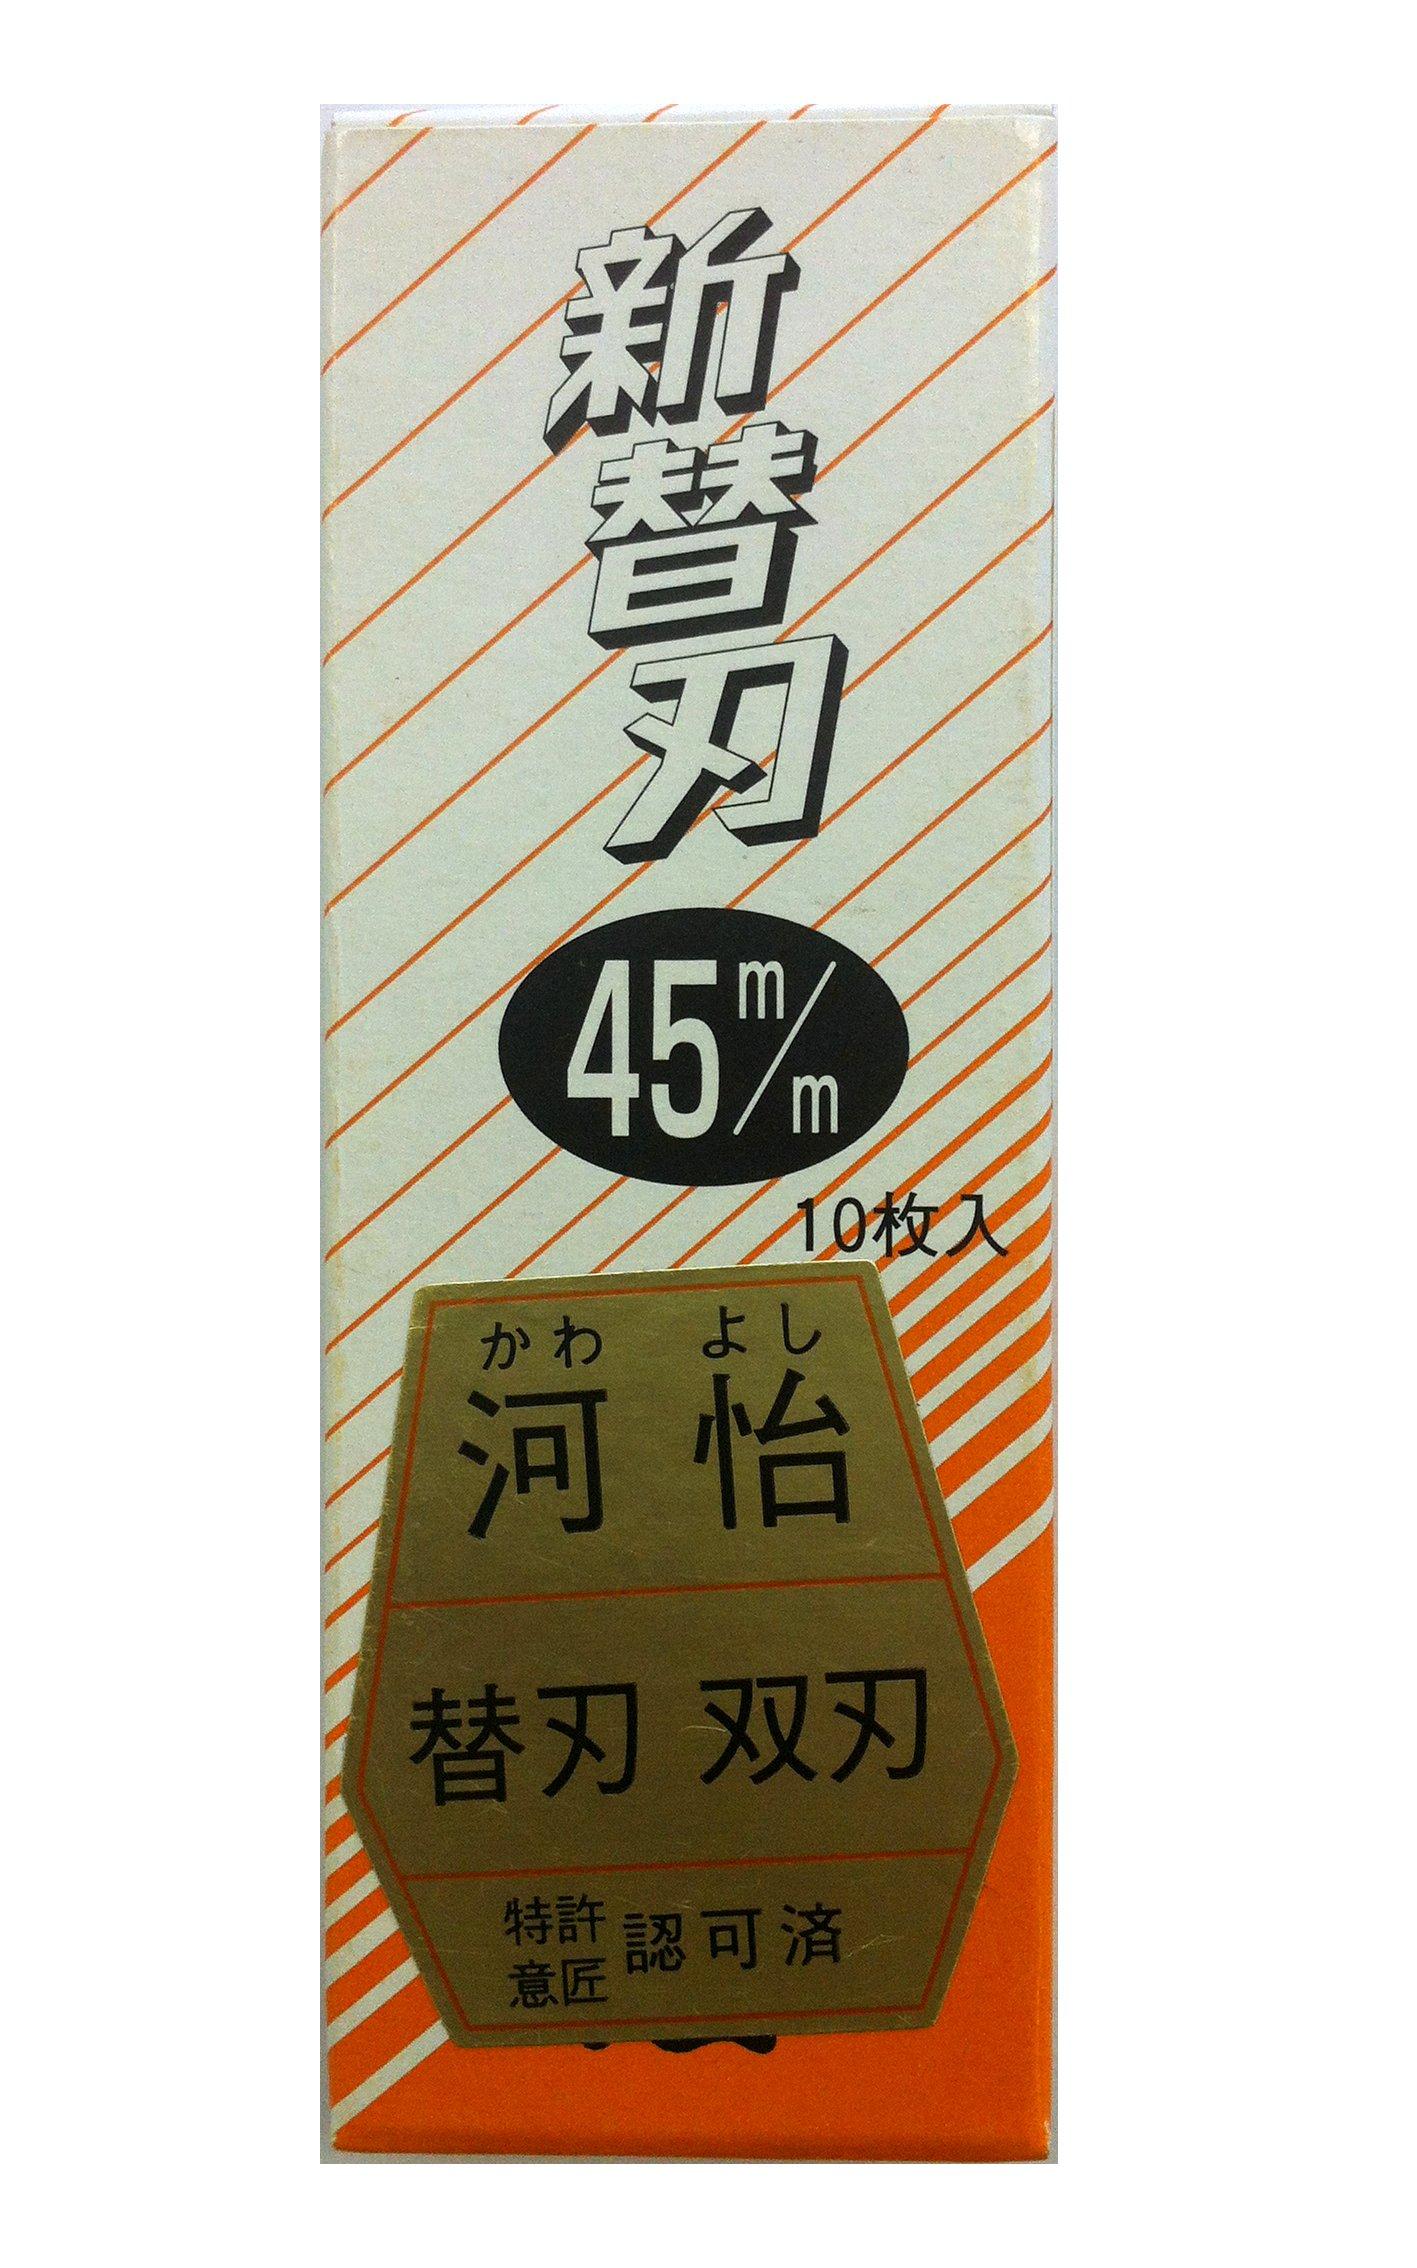 新替刃
45m/m
10枚入
かわ よし
河 怡
替刃 双刃
特許
意匠 認可済